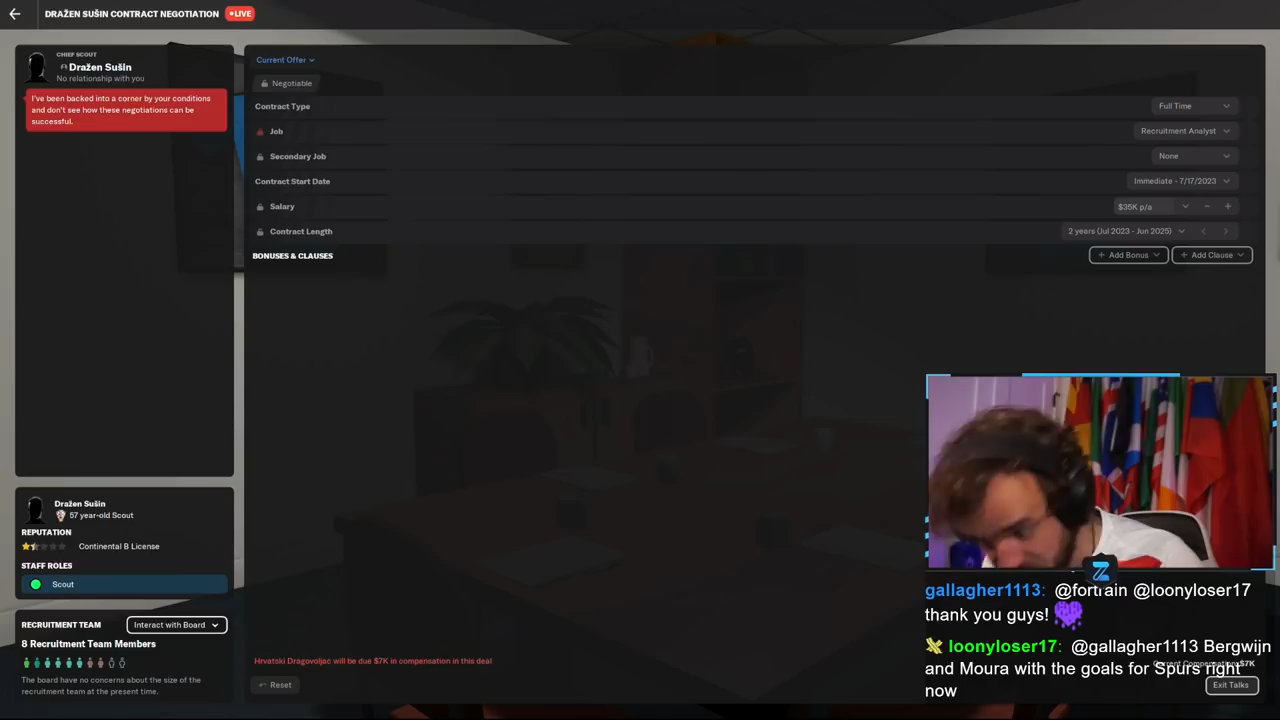 DRAŽEN SUŠIN CONTRACT NEGOTIATION
LIVE
CHIEF SCOUT
Dražen Sušin
No relationship with you
I've been backed into a corner by your conditions
and don't see how these negotiations can be
successful.
Current Offer
Negotiable
Contract Type
Full Time
Job
Recruitment Analyst
Secondary Job
None
Contract Start Date
Immediate - 7/17/2023
Salary
$35K p/a
Contract Length
2 years (Jul 2023 - Jun 2025)
BONUSES & CLAUSES
Add Bonus
Add Clause
Dražen Sušin
57 year-old Scout
REPUTATION
Continental B License
STAFF ROLES
Scout
RECRUITMENT TEAM
Interact with Board
8 Recruitment Team Members
The board have no concerns about the size of the
recruitment team at the present time.
Hrvatski Dragovoljac will be due $7K in compensation in this deal
Reset
gallagher1113: @fortrain @loonyloser17
thank you guys!
loonyloser17: @gallagher1113 Bergwijn
and Moura with the goals for Spurs right
now
Current Compensation: $7K
Exit Talks